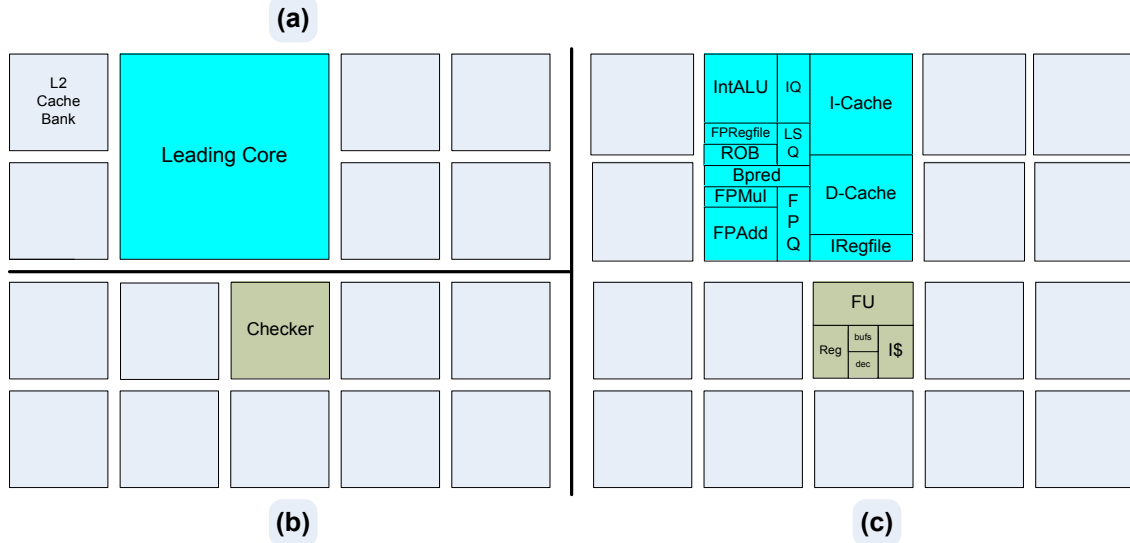 (a)
L2
Cache
Bank
Leading Core
IntALU
IQ
I-Cache
FPRegfile
LS
Q
ROB
Bpred
D-Cache
FPMul
F
P
Q
FPAdd
IRegfile
Checker
FU
Reg
bufs
dec
I$
(b)
(c)